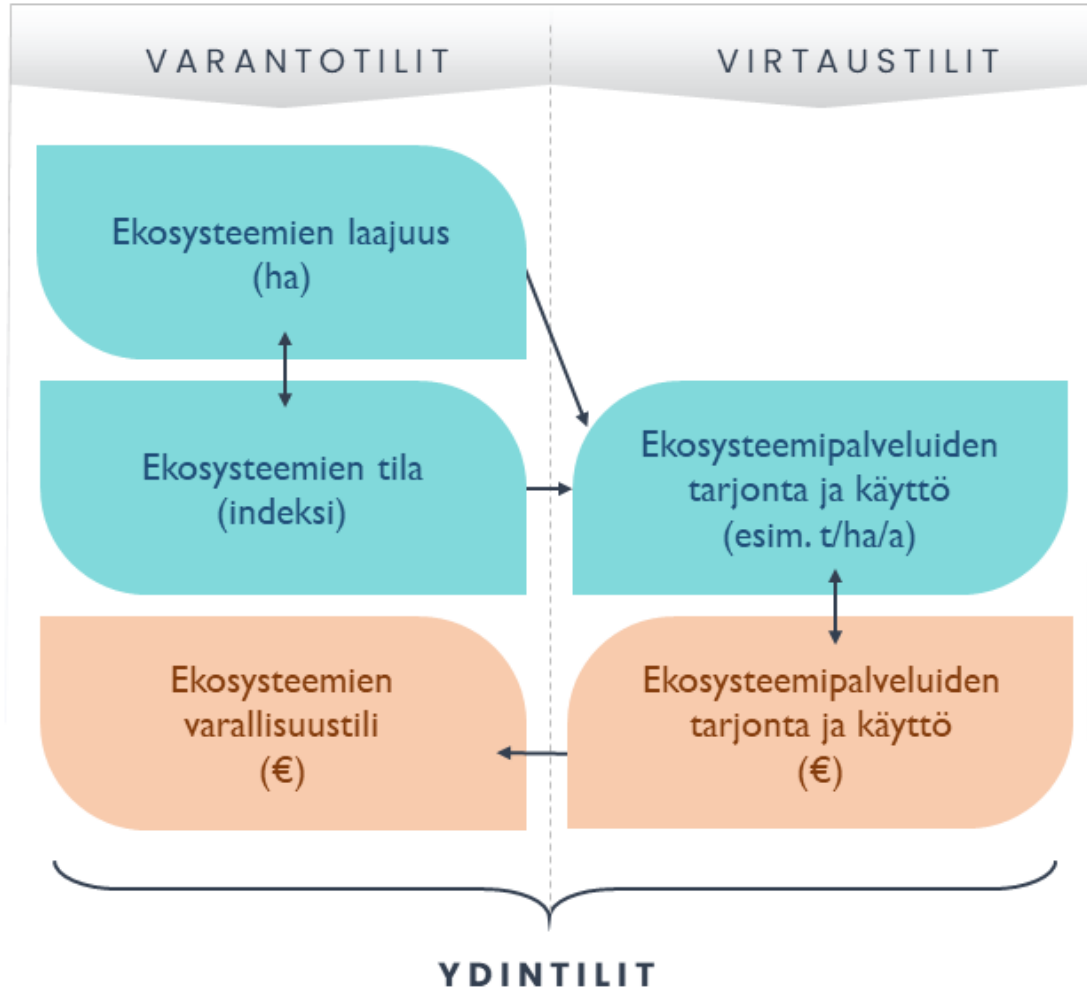 VARANTOTILIT
VIRTAUSTILIT
Ekosysteemien laajuus
(ha)
Ekosysteemien tila
(indeksi)
Ekosysteemipalveluiden
tarjonta ja käyttö
(esim. t/ha/a)
Ekosysteemien
varallisuustili
(€)
Ekosysteemipalveluiden
tarjonta ja käyttö
(€)
YDINTILIT